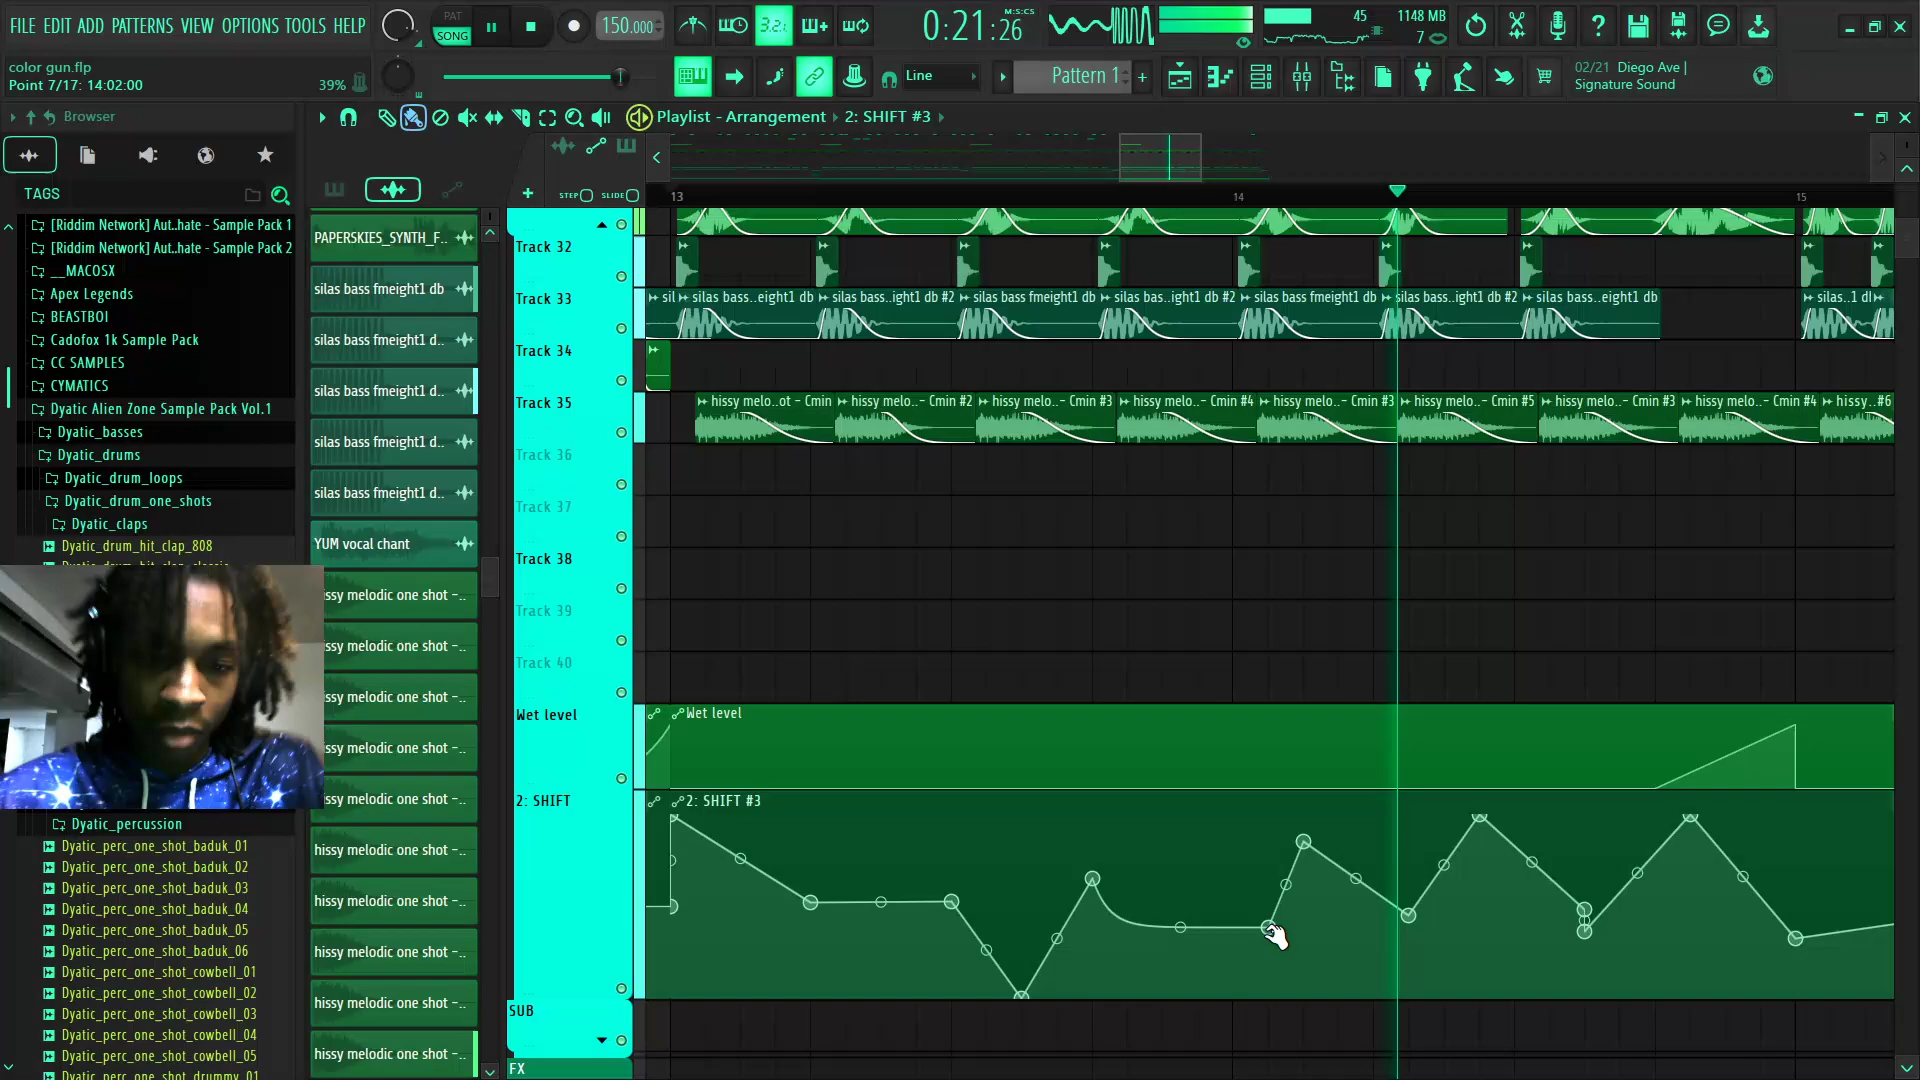 FILE EDIT ADD PATTERNS VIEW OPTIONS TOOLS HELP
PAT
SONG
150.000
3.2.
0:21:26
M:S:CS
45
1148 MB
7
color gun.flp
Point 7/17: 14:02:00
39%
Line
Pattern 1
02/21 Diego Ave |
Signature Sound
Browser
Playlist - Arrangement
2: SHIFT #3
TAGS
[Riddim Network] Aut..hate - Sample Pack 1
[Riddim Network] Aut..hate - Sample Pack 2
__MACOSX
Apex Legends
BEASTBOI
Cadofox 1k Sample Pack
CC SAMPLES
CYMATICS
Dyatic Alien Zone Sample Pack Vol.1
Dyatic_basses
Dyatic_drums
Dyatic_drum_loops
Dyatic_drum_one_shots
Dyatic_claps
Dyatic_drum_hit_clap_808
Dyatic_percussion
Dyatic_perc_one_shot_baduk_01
Dyatic_perc_one_shot_baduk_02
Dyatic_perc_one_shot_baduk_03
Dyatic_perc_one_shot_baduk_04
Dyatic_perc_one_shot_baduk_05
Dyatic_perc_one_shot_baduk_06
Dyatic_perc_one_shot_cowbell_01
Dyatic_perc_one_shot_cowbell_02
Dyatic_perc_one_shot_cowbell_03
Dyatic_perc_one_shot_cowbell_04
Dyatic_perc_one_shot_cowbell_05
Dyatic_perc_one_shot_drummy_01
PAPERSKIES_SYNTH_F..
silas bass fmeight1 db
silas bass fmeight1 d..
silas bass fmeight1 d..
silas bass fmeight1 d..
silas bass fmeight1 d..
YUM vocal chant
ssy melodic one shot -..
ssy melodic one shot -..
ssy melodic one shot -..
ssy melodic one shot -..
ssy melodic one shot -..
hissy melodic one shot -..
hissy melodic one shot -..
hissy melodic one shot -..
hissy melodic one shot -..
hissy melodic one shot -..
STEP
SLIDE
13
14
15
Track 32
Track 33
sil
silas bass..eight1 db
silas bass..ight1 db #2
silas bass fmeight1 db
silas bas..ight1 db #2
silas bass fmeight1 db
silas bass..ight1 db #2
silas bass..eight1 db
silas..1 dl
Track 34
Track 35
hissy melo..ot - Cmin
hissy melo..- Cmin #2
hissy melo..- Cmin #3
hissy melo..- Cmin #4
hissy melo..- Cmin #3
hissy melo..- Cmin #5
hissy melo..- Cmin #3
hissy melo..- Cmin #4
hissy..#6
Track 36
Track 37
Track 38
Track 39
Track 40
Wet level
Wet level
2: SHIFT
2: SHIFT #3
SUB
FX